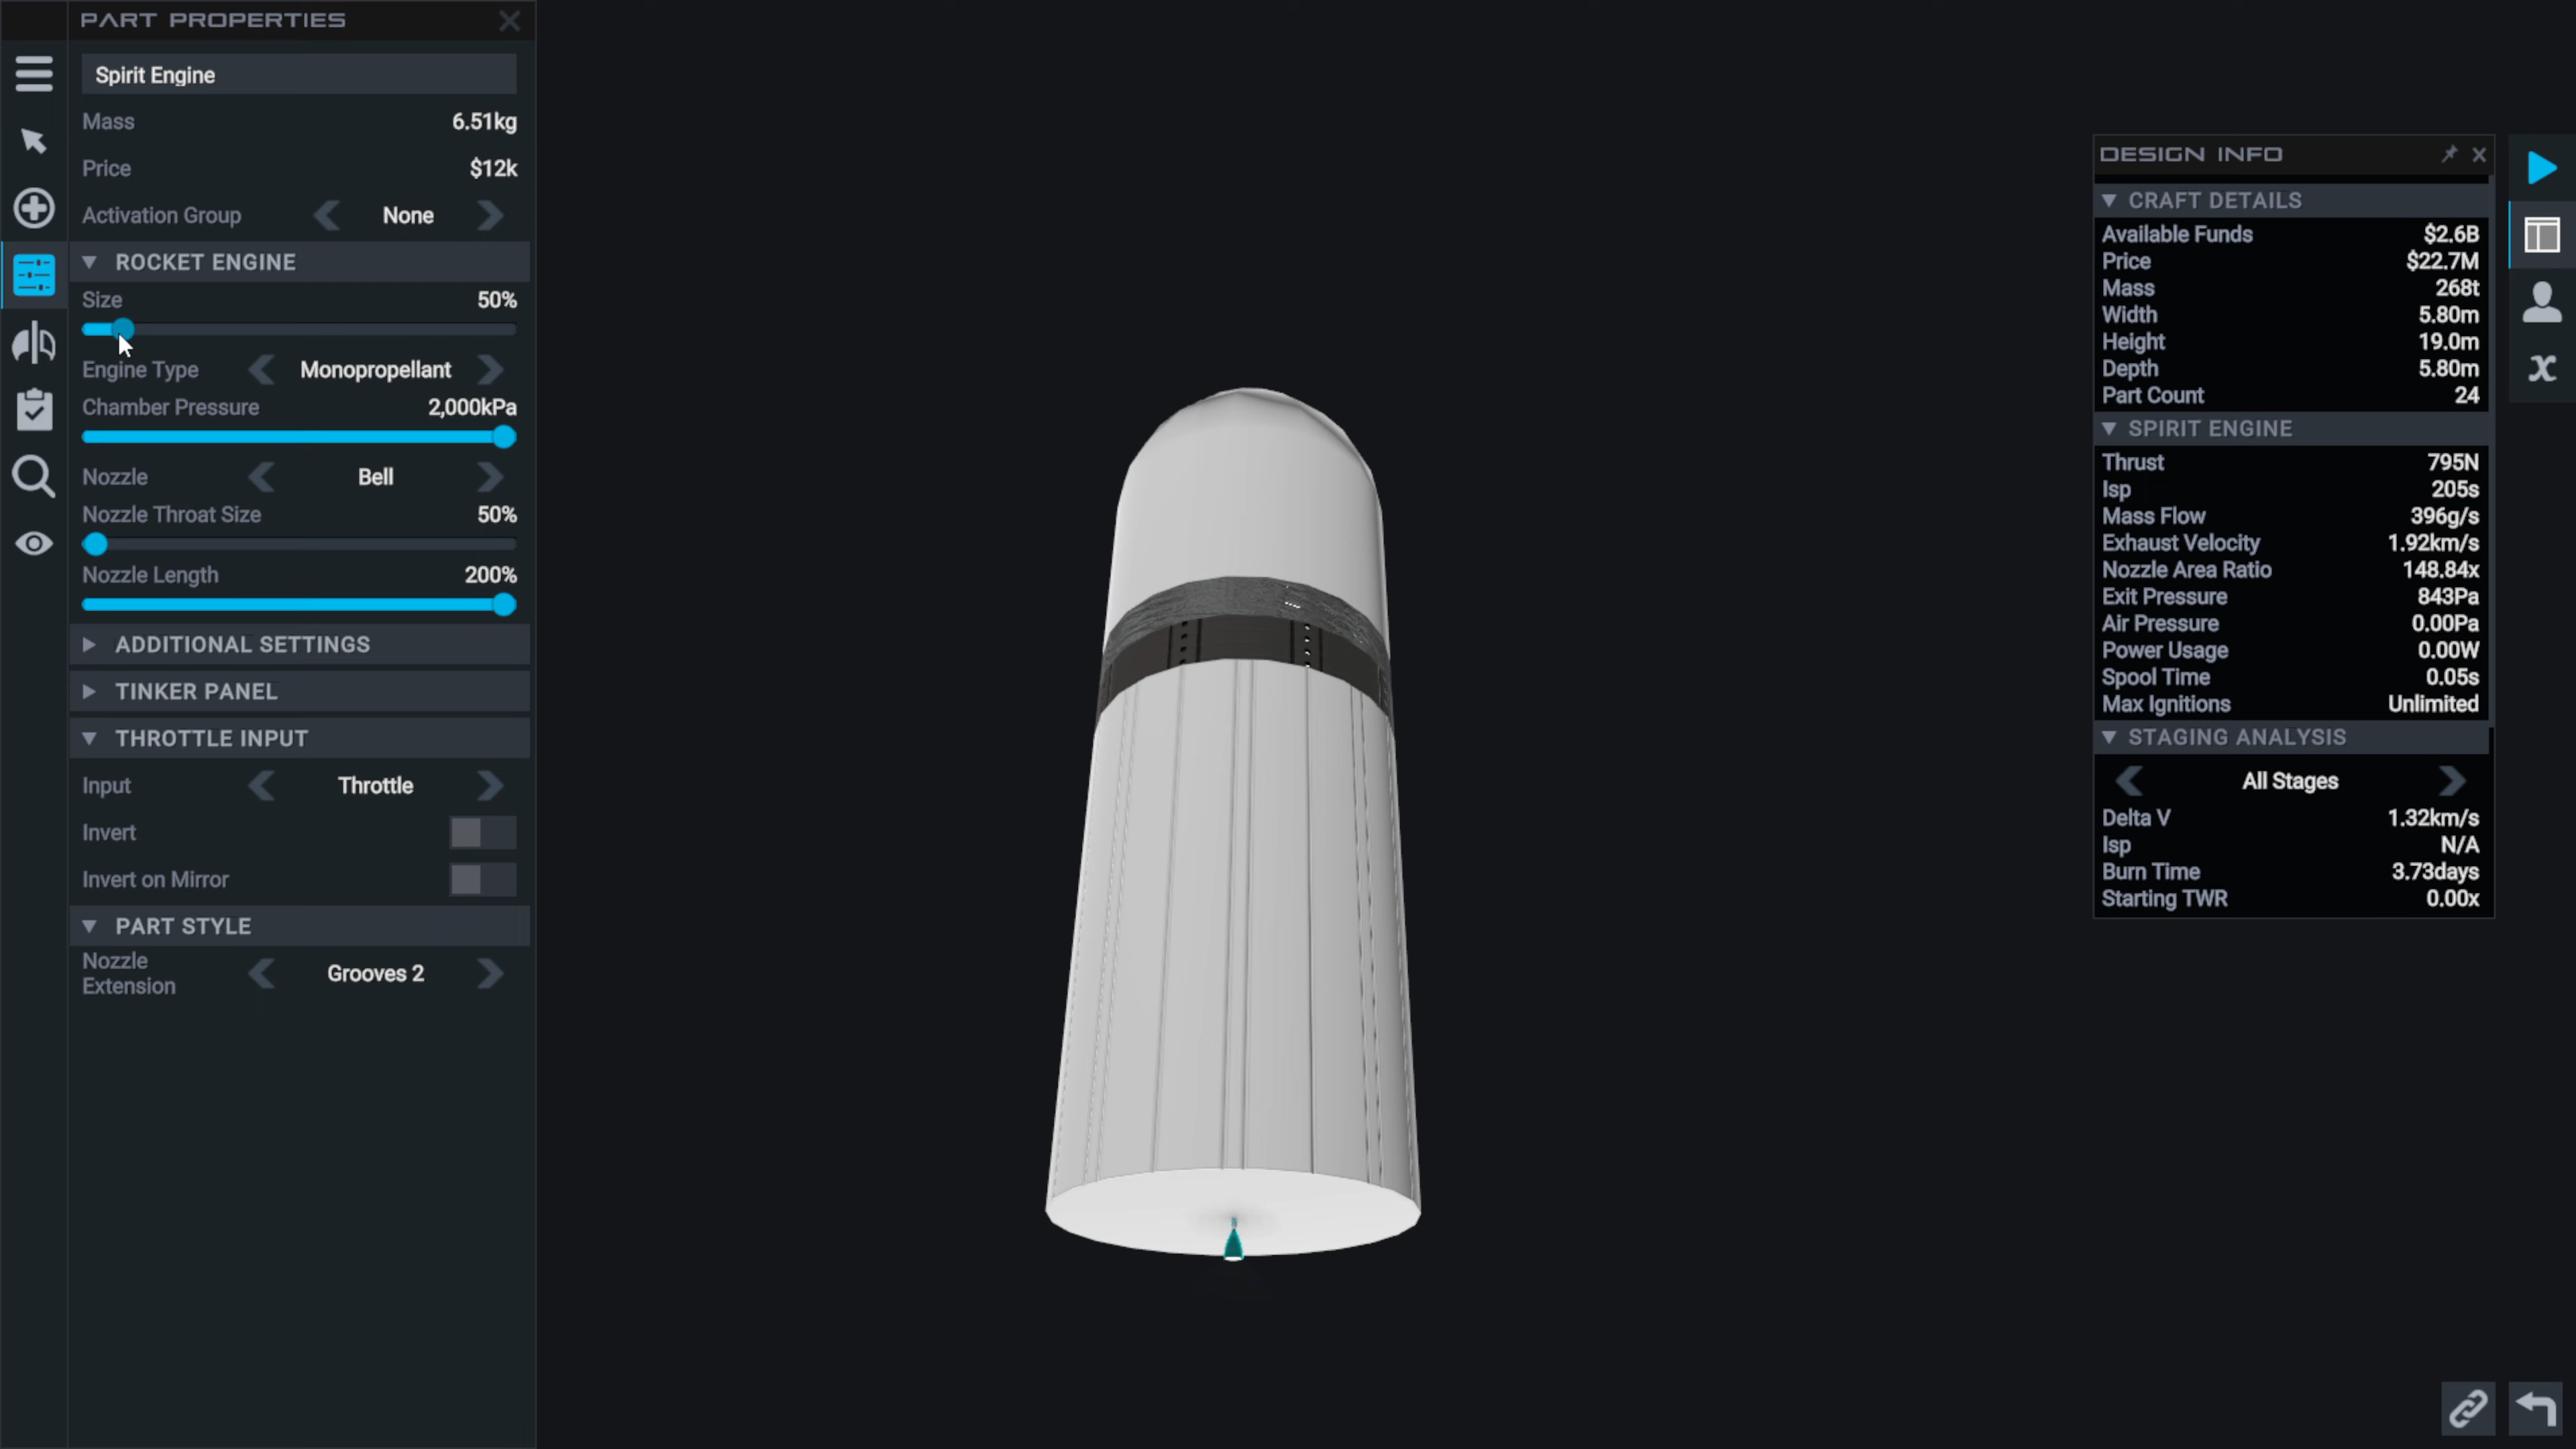 PART PROPERTIES
Spirit Engine
Mass 6.51kg
Price $12k
Activation Group None
ROCKET ENGINE
Size 50%
Engine Type Monopropellant
Chamber Pressure 2,000kPa
Nozzle Bell
Nozzle Throat Size 50%
Nozzle Length 200%
ADDITIONAL SETTINGS
TINKER PANEL
THROTTLE INPUT
Input Throttle
Invert
Invert on Mirror
PART STYLE
Nozzle
Extension
Grooves 2
DESIGN INFO
CRAFT DETAILS
Available Funds $2.6B
Price $22.7M
Mass 268t
Width 5.80m
Height 19.0m
Depth 5.80m
Part Count 24
SPIRIT ENGINE
Thrust 795N
Isp 205s
Mass Flow 396g/s
Exhaust Velocity 1.92km/s
Nozzle Area Ratio 148.84x
Exit Pressure 843Pa
Air Pressure 0.00Pa
Power Usage 0.00W
Spool Time 0.05s
Max Ignitions Unlimited
STAGING ANALYSIS
All Stages
Delta V 1.32km/s
Isp N/A
Burn Time 3.73days
Starting TWR 0.00x